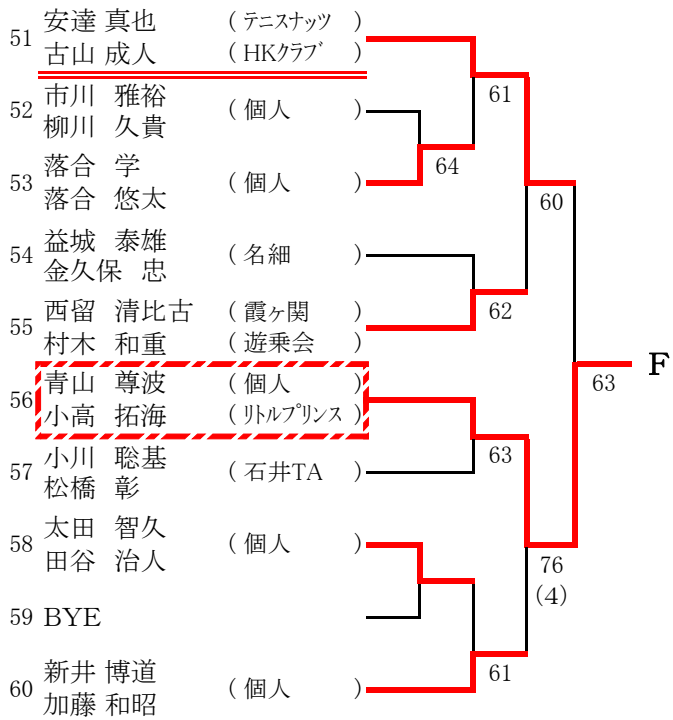 51 安達 真也 (テニスナッツ)
古山 成人 (HKクラブ)
61
52 市川 雅裕 (個人)
柳川 久貴
64
53 落合 学 (個人)
落合 悠太
60
54 益城 泰雄 (名細)
金久保 忠
62
55 西留 清比古 (霞ヶ関)
村木 和重 (遊乗会)
63 F
56 青山 尊波 (個人)
小高 拓海 (リトルプリンス)
63
57 小川 聡基 (石井TA)
松橋 彰
58 太田 智久 (個人)
田谷 治人
76
(4)
59 BYE
61
60 新井 博道 (個人)
加藤 和昭